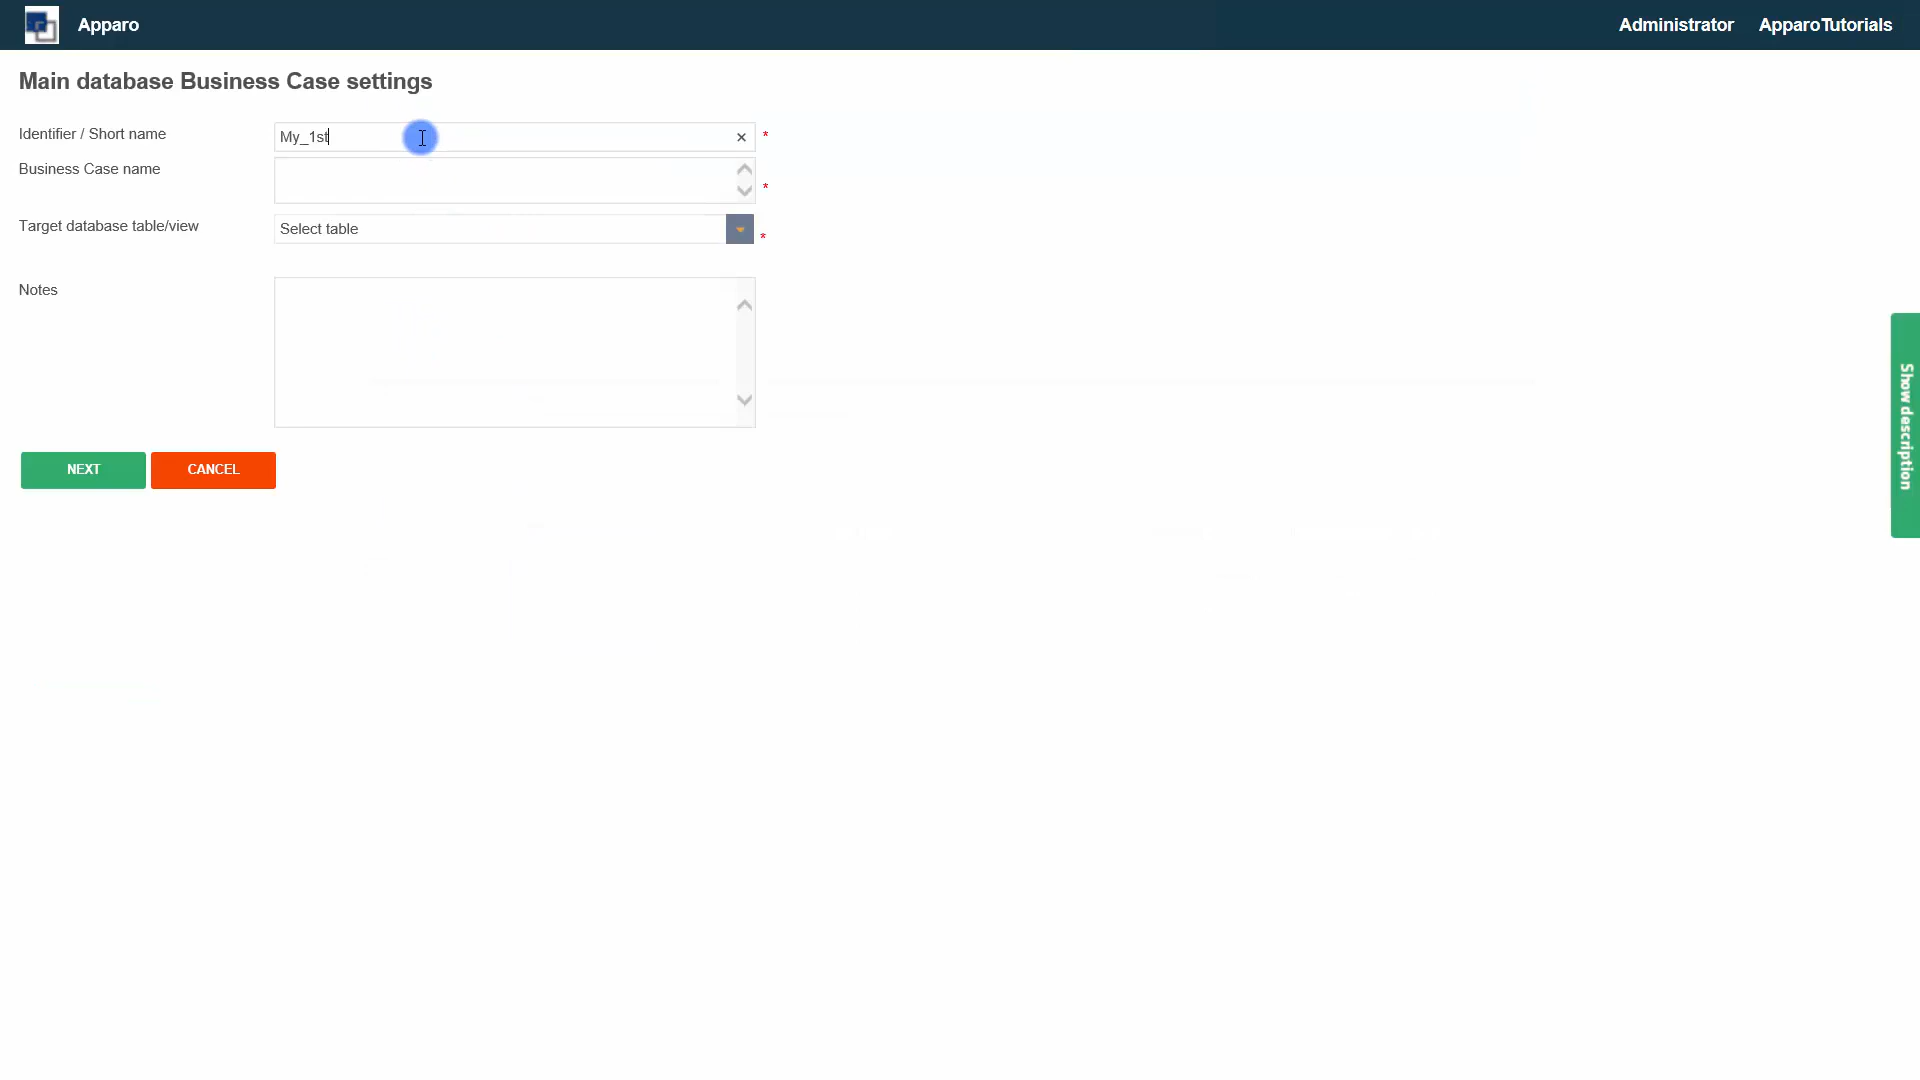 Apparo
Administrator
ApparoTutorials
Main database Business Case settings
Identifier / Short name
My_1st
*
Business Case name
*
Target database table/view
Select table
*
Notes
NEXT
CANCEL
Show description